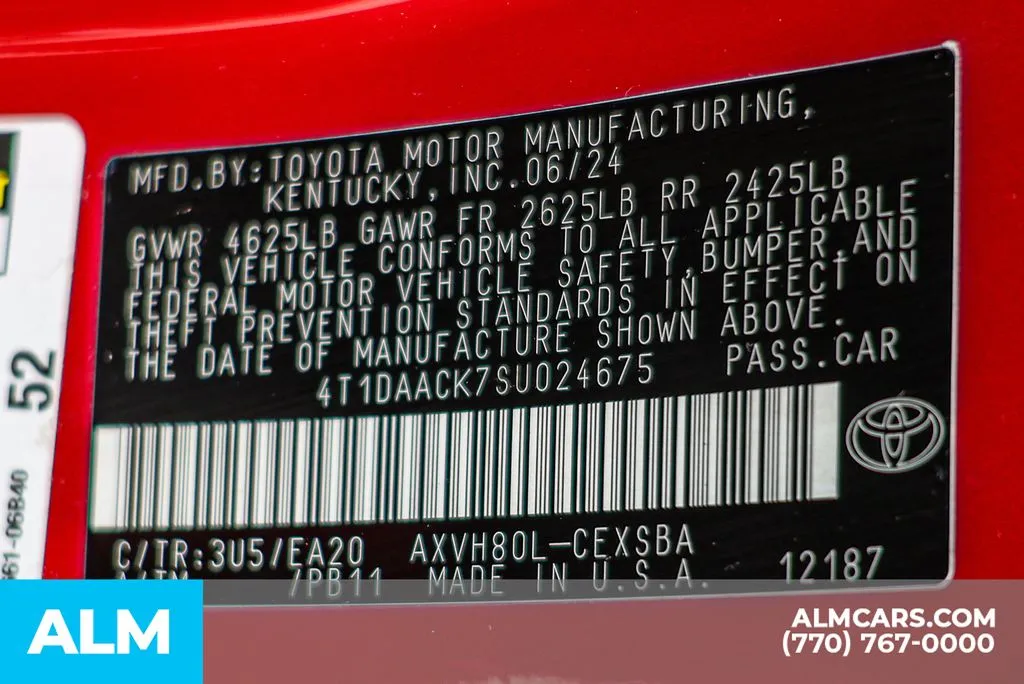 MFD.BY:TOYOTA MOTOR MANUFACTURING,
KENTUCKY, INC. 06/24
GVWR 4625LB GAWR FR 2625LB RR 2425LB
THIS VEHICLE CONFORMS TO ALL APPLICABLE
FEDERAL MOTOR VEHICLE SAFETY,BUMPER,AND
THEFT PREVENTION STANDARDS IN EFFECT ON
THE DATE OF MANUFACTURE SHOWN ABOVE.
4T1DAACK7SU024675 PASS.CAR
C/TR:3U5/EA20 AXVH80L-CEXSBA
A/TM /PB11 MADE IN U.S.A. 12187
52
661-06B40
ALM
ALMCARS.COM
(770) 767-0000